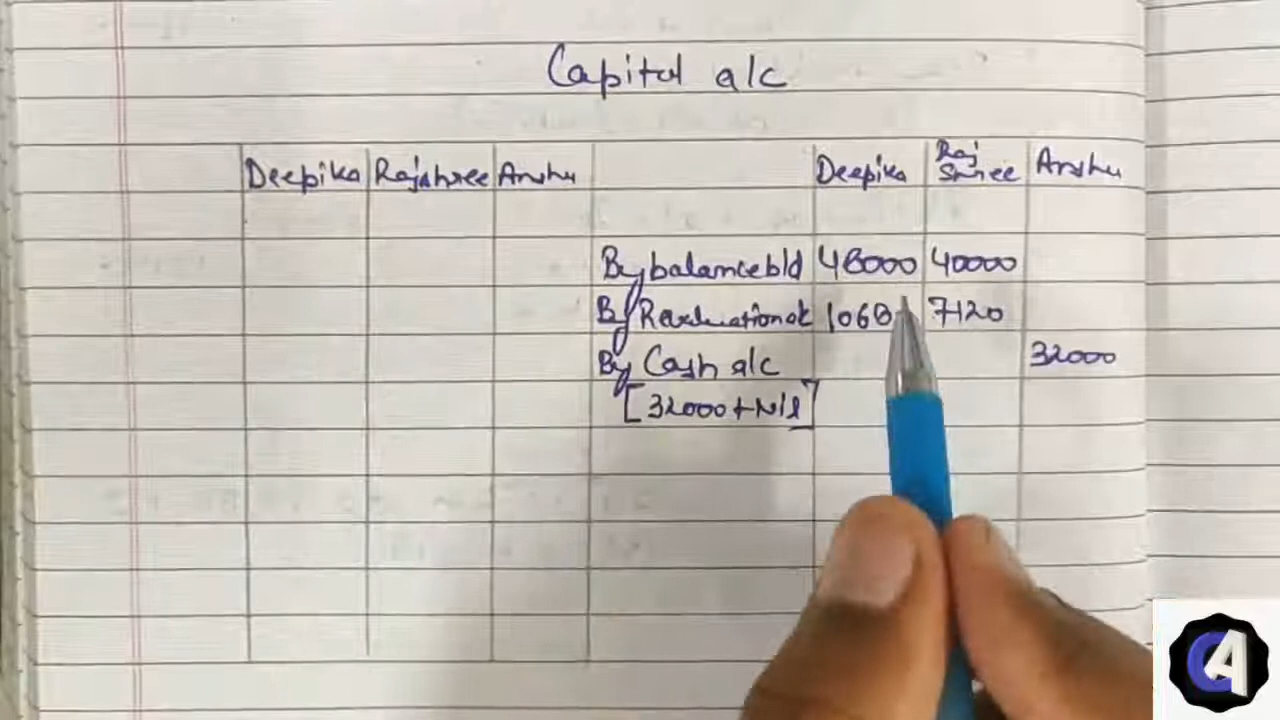 Capital a/c
Deepika Rajshree Anshu Deepika Raj Shree Anshu
By balance b/d 48000 40000
By Revaluation a/c 1068 7120
By Cash a/c 32000
[32000 + Nil]
CA